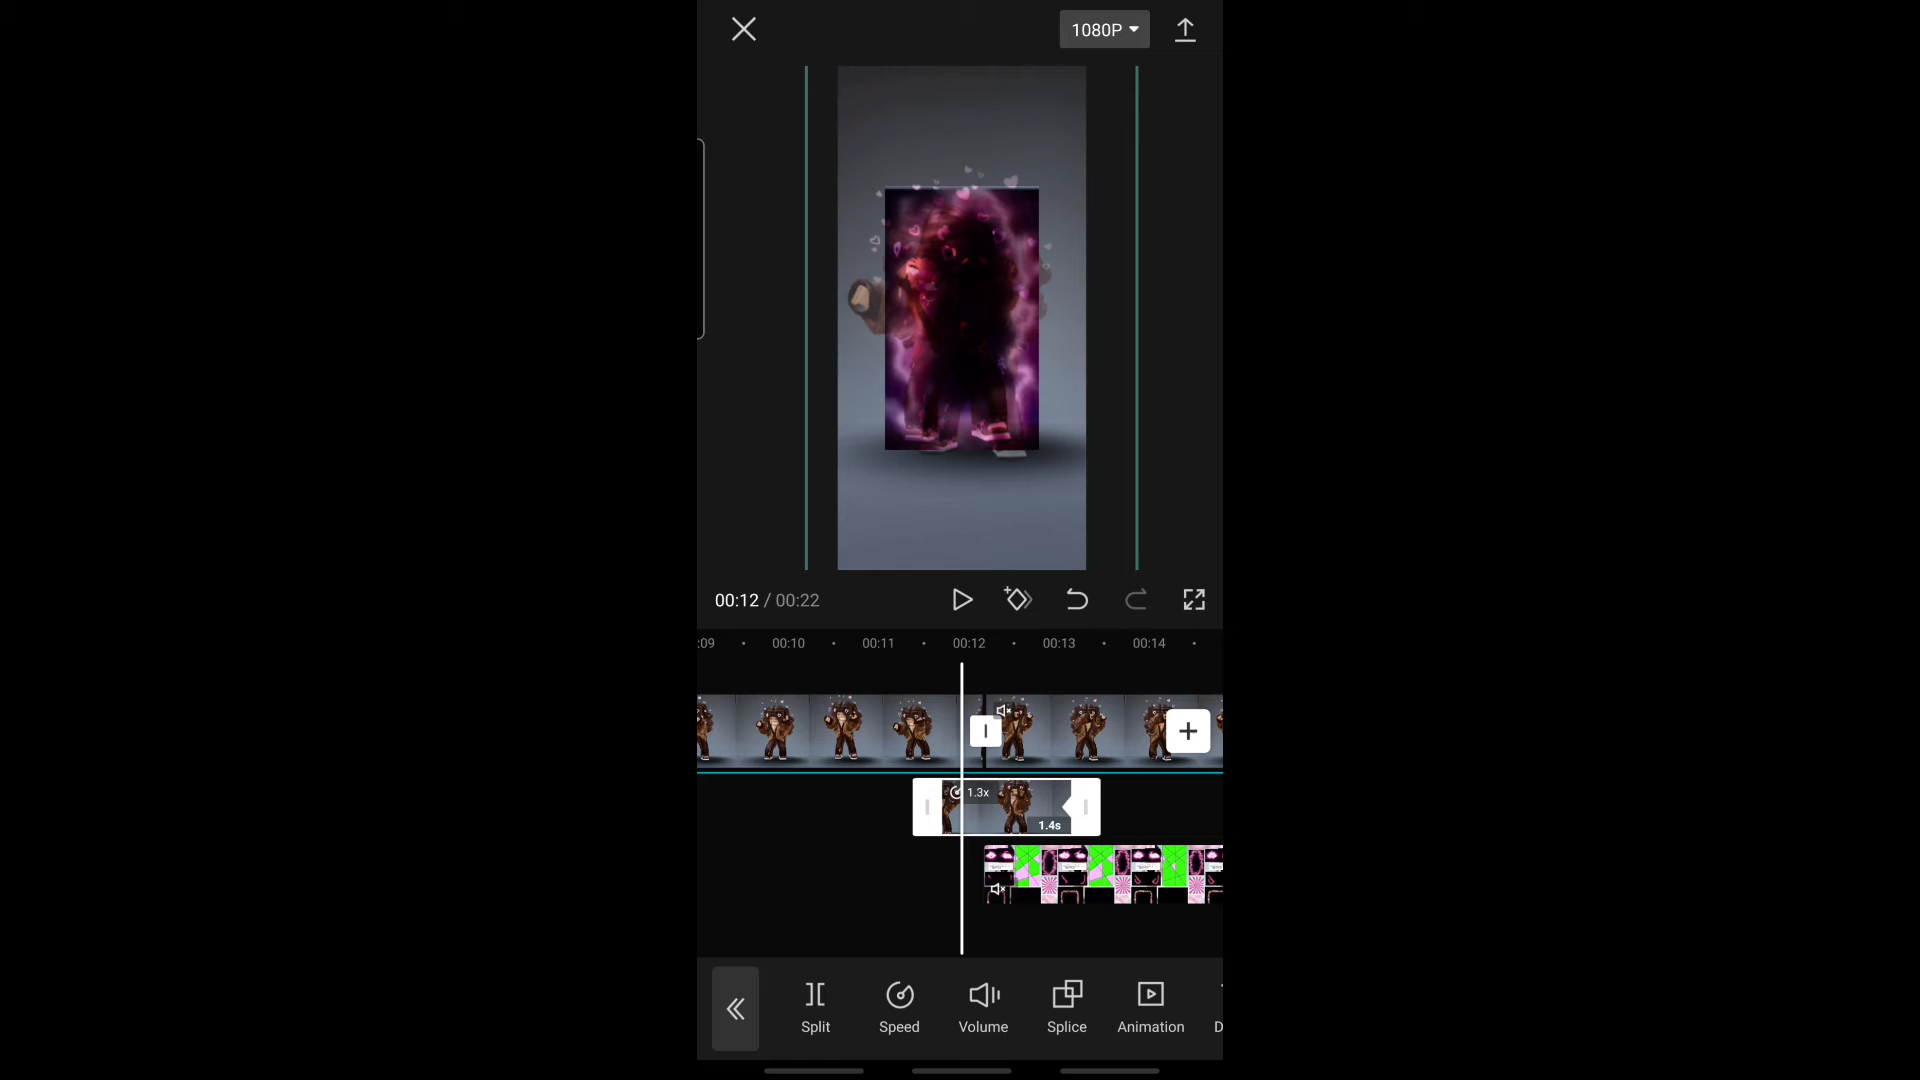 1080P
00:12 / 00:22
:09 00:10 00:11 00:12 00:13 00:14
1.3x
1.4s
Split Speed Volume Splice Animation D